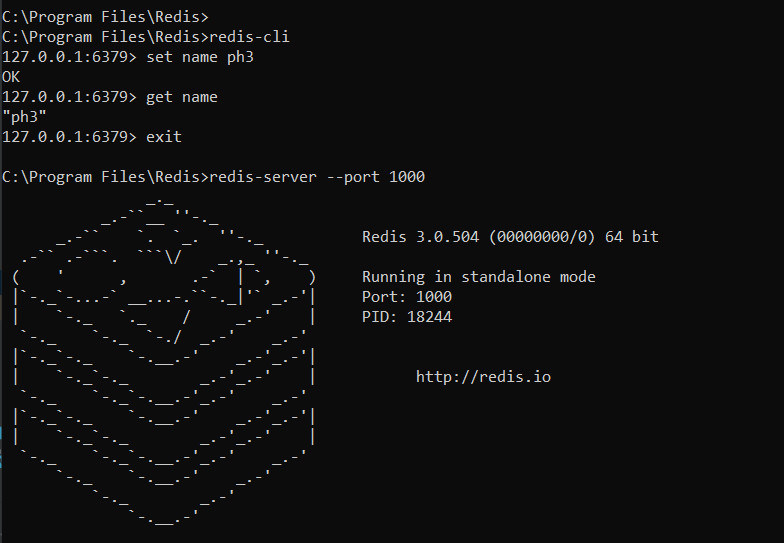 C:\Program Files\Redis>
C:\Program Files\Redis>redis-cli
127.0.0.1:6379> set name ph3
OK
127.0.0.1:6379> get name
"ph3"
127.0.0.1:6379> exit
C:\Program Files\Redis>redis-server --port 1000
Redis 3.0.504 (00000000/0) 64 bit
Running in standalone mode
Port: 1000
PID: 18244
http://redis.io